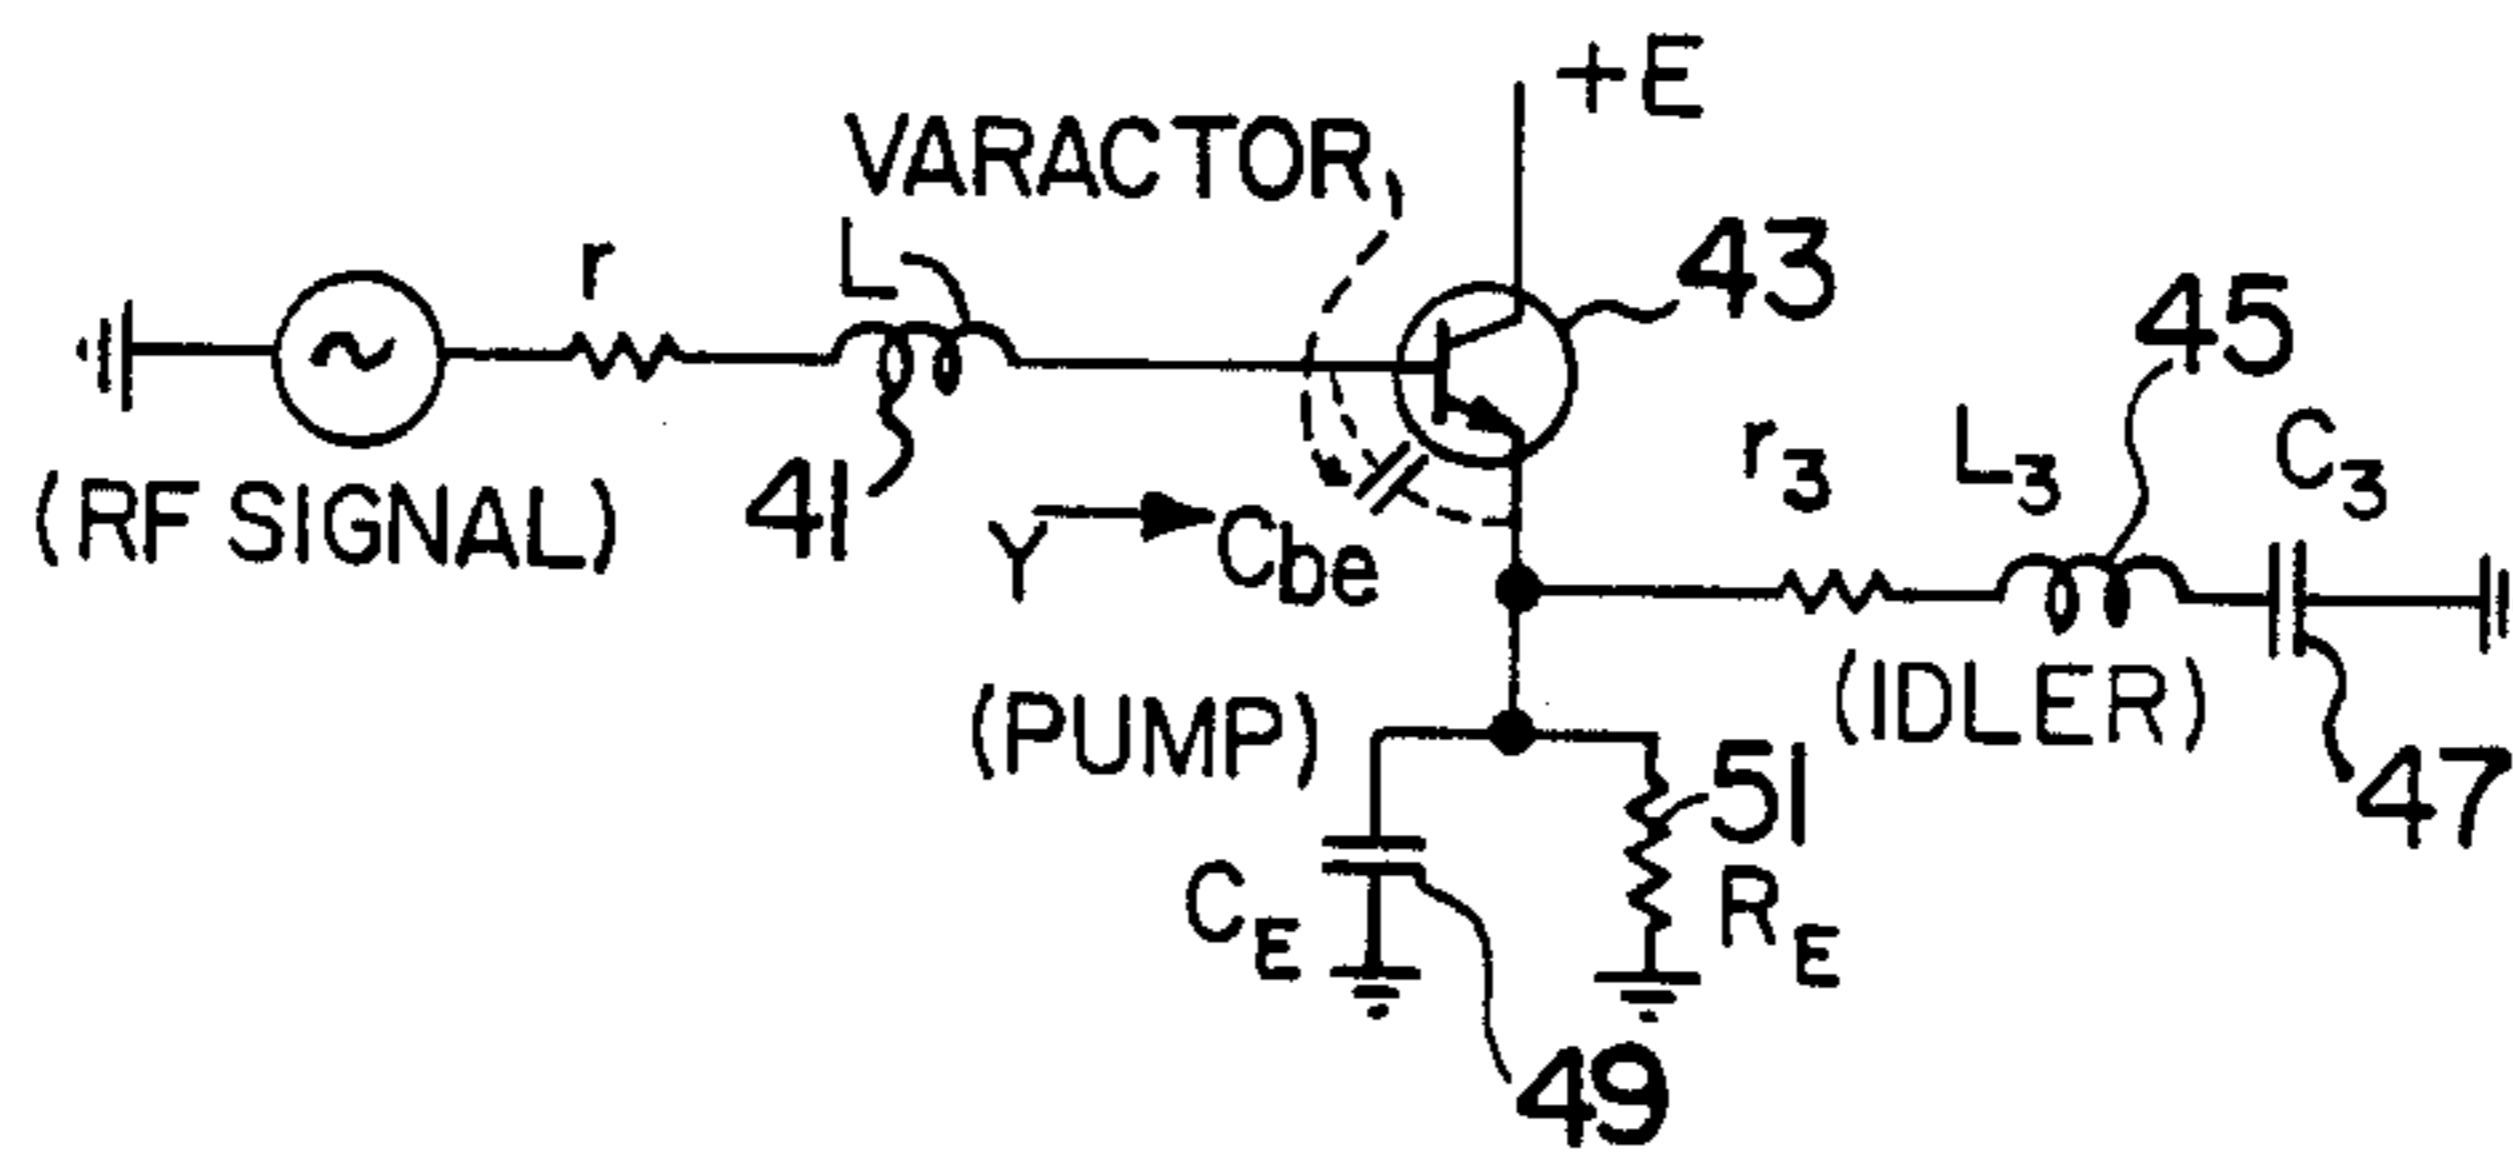 +E
VARACTOR
r
L
43
45
(RF SIGNAL)
41
Y
Cbe
r3
L3
C3
(PUMP)
(IDLER)
51
47
CE
RE
49